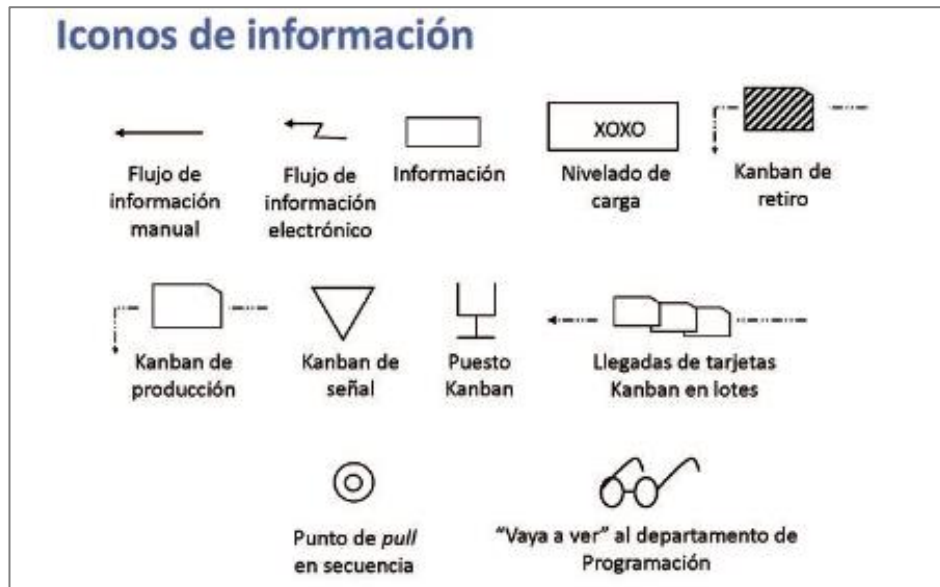 Iconos de información
XOXO
Flujo de
información
manual
Flujo de
información
electrónico
Información
Nivelado de
carga
Kanban de
retiro
Kanban de
producción
Kanban de
señal
Puesto
Kanban
Llegadas de tarjetas
Kanban en lotes
Punto de pull
en secuencia
“Vaya a ver” al departamento de
Programación